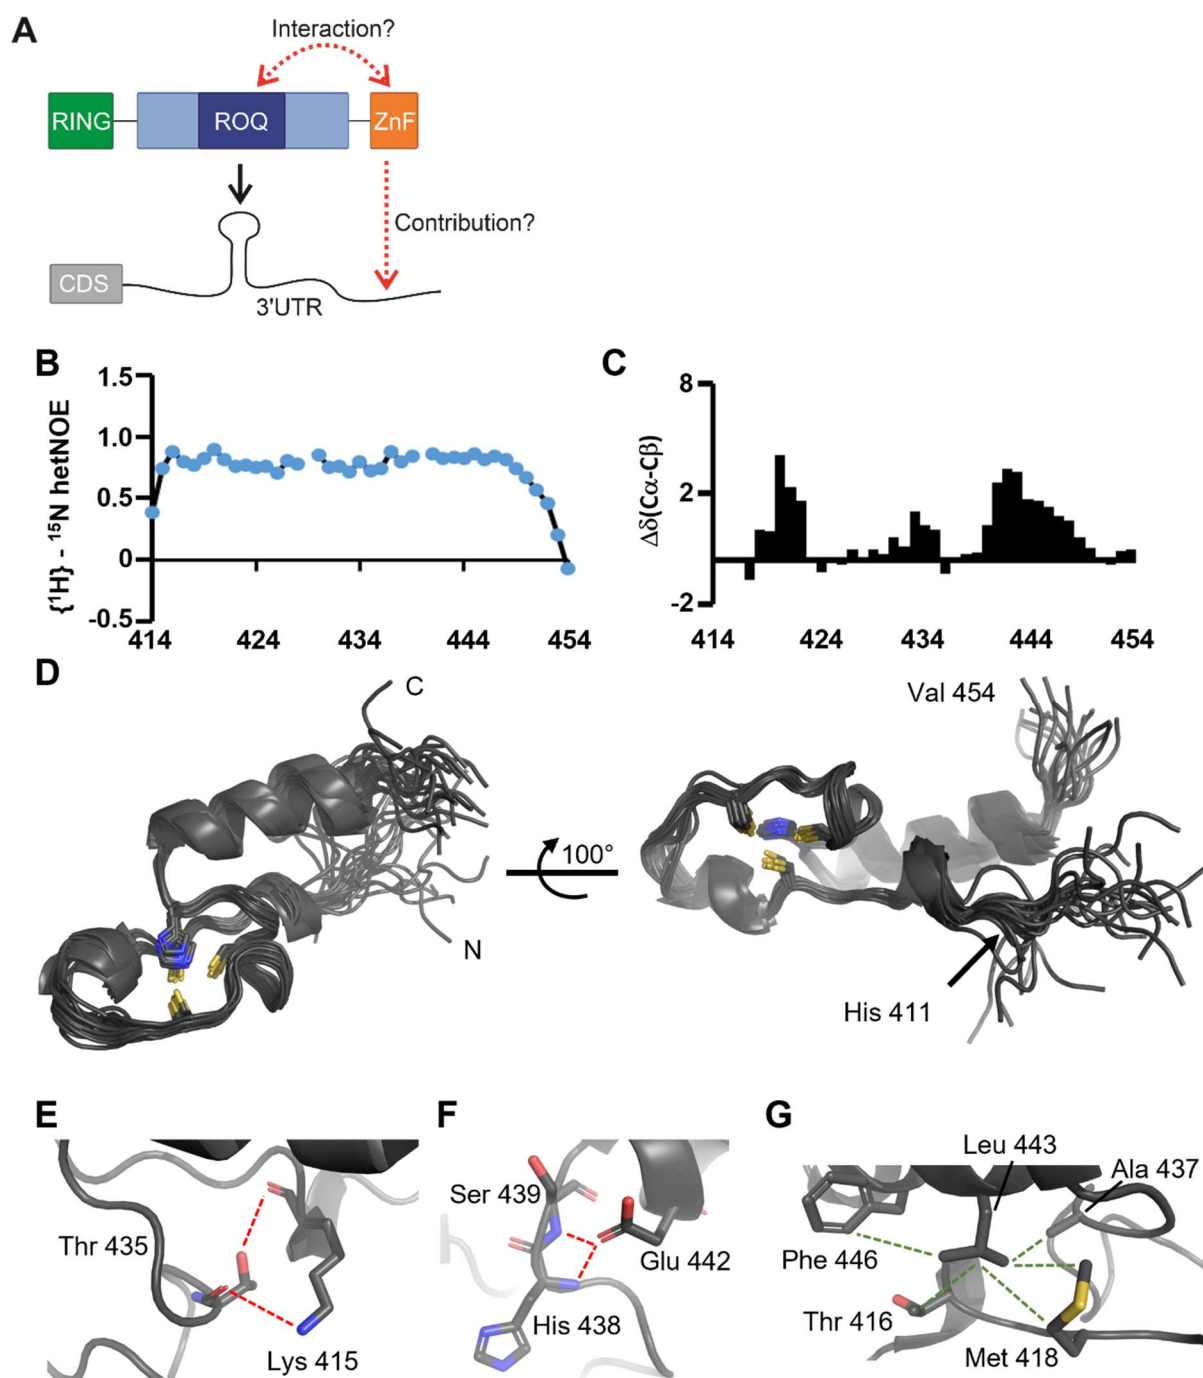 A
Interaction?
RING
ROQ
ZnF
Contribution?
CDS
3'UTR
B
{¹H} - ¹⁵N hetNOE
1.5
1.0
0.5
0
-0.5
414 424 434 444 454
C
Δδ(Cα-Cβ)
8
2
-2
414 424 434 444 454
D
C
N
100°
Val 454
His 411
E
Thr 435
Lys 415
F
Ser 439
Glu 442
His 438
G
Leu 443
Ala 437
Phe 446
Thr 416
Met 418